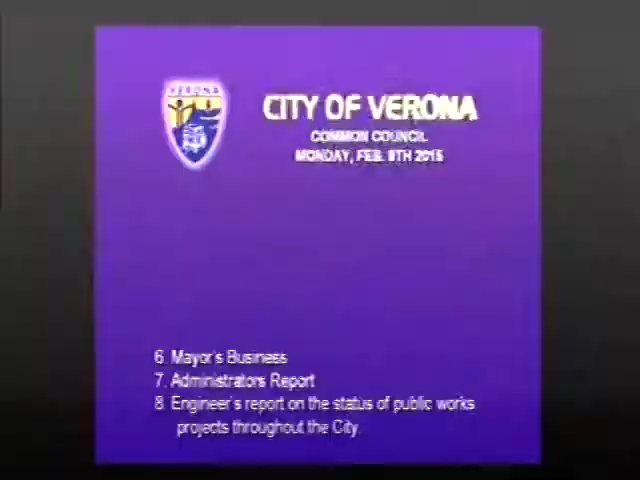 VERONA
CITY OF VERONA
COMMON COUNCIL
MONDAY, FEB. 2015
6. Mayor's Business
7. Administrators Report
8. Engineer's report on the status of public works
projects throughout the City.